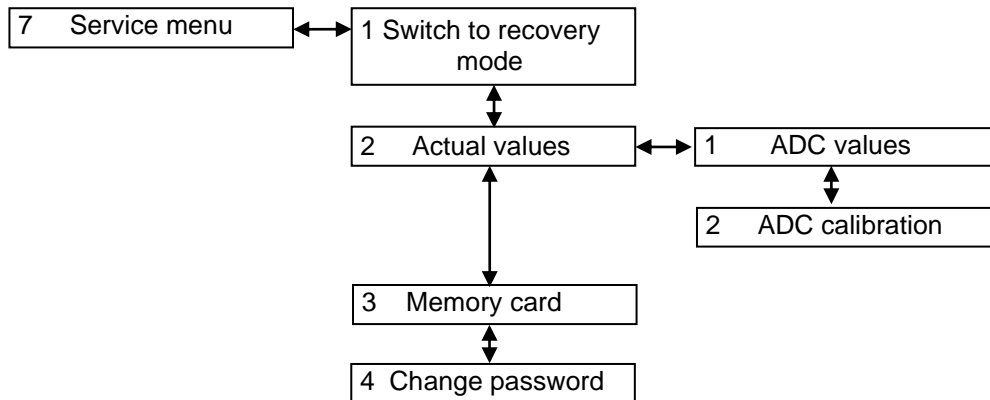 7 Service menu
1 Switch to recovery
mode
2 Actual values
1 ADC values
2 ADC calibration
3 Memory card
4 Change password